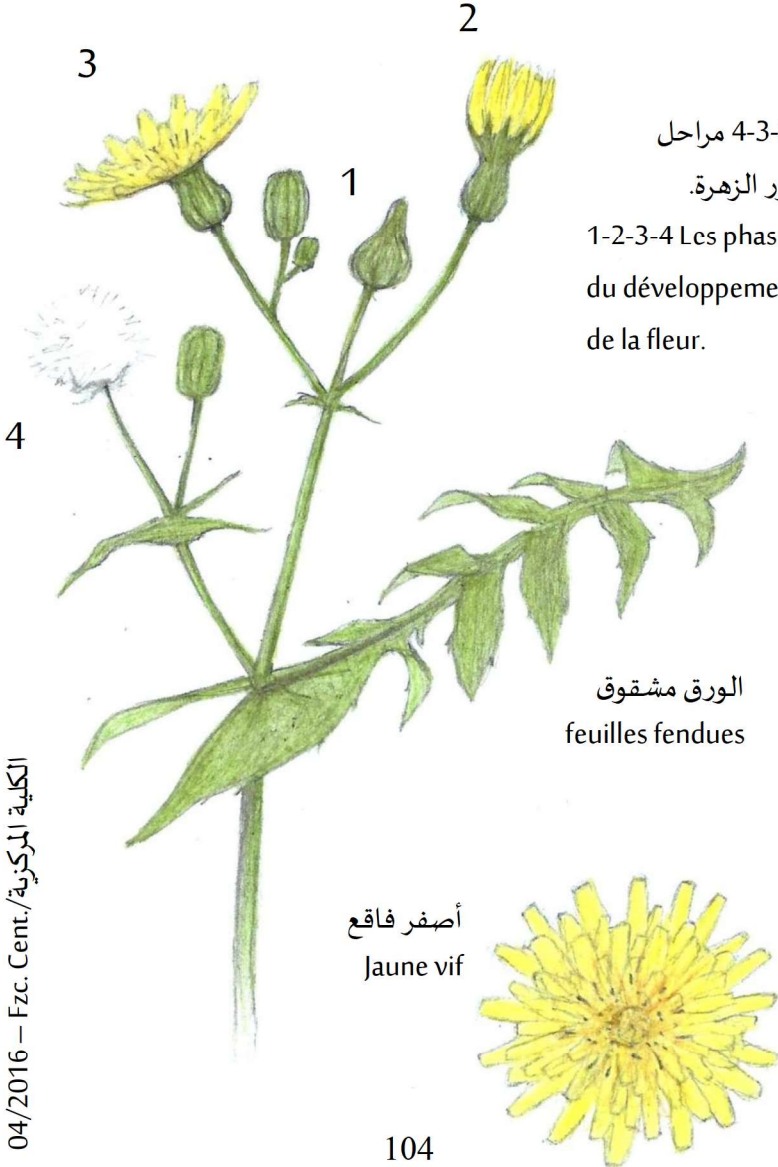 2
3
1
4-3- مراحل
الزهرة.
1-2-3-4 Les phas
du développeme
de la fleur.
4
الورق مشقوق
feuilles fendues
أصفر فاقع
Jaune vif
04/2016 – Fzc. Cent./الكلية المركزية
104